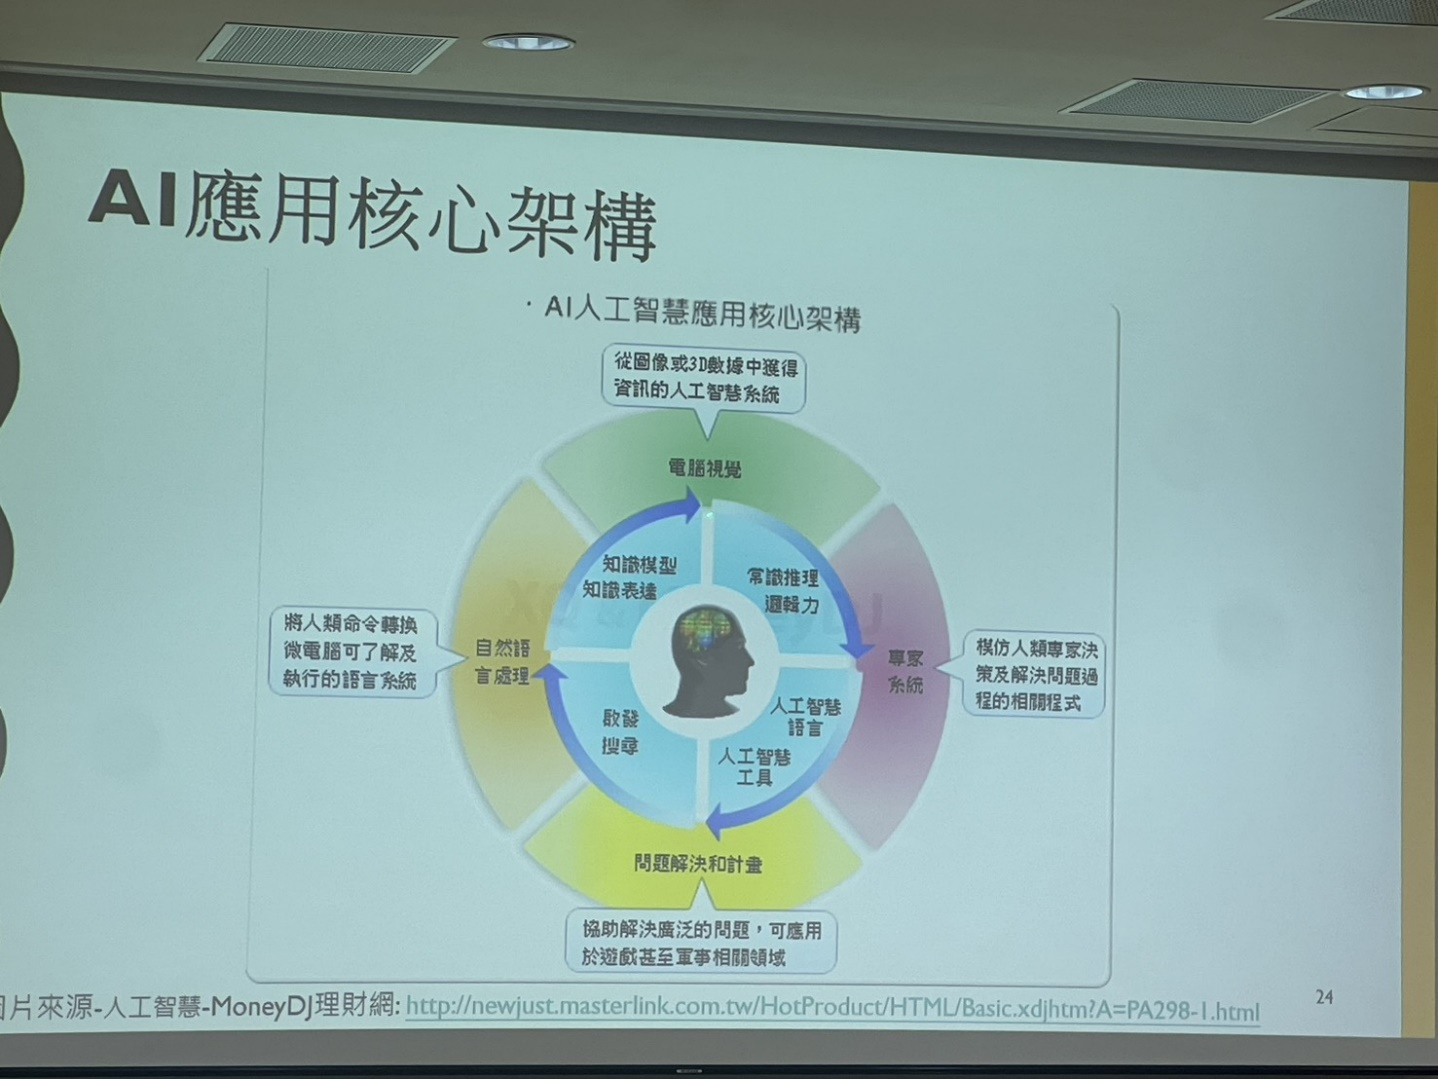 AI應用核心架構
· AI人工智慧應用核心架構
從圖像或3D數據中獲得
資訊的人工智慧系統
電腦視覺
知識模型
知識表達
常識推理
邏輯力
將人類命令轉換
微電腦可了解及
執行的語言系統
自然語
言處理
專家
系統
模仿人類專家決
策及解決問題過
程的相關程式
啟發
搜尋
人工智慧
語言
人工智慧
工具
問題解決和計畫
協助解決廣泛的問題，可應用
於遊戲甚至軍事相關領域
片來源-人工智慧-MoneyDJ理財網: http://newjust.masterlink.com.tw/HotProduct/HTML/Basic.xdjhtm?A=PA298-1.html
24